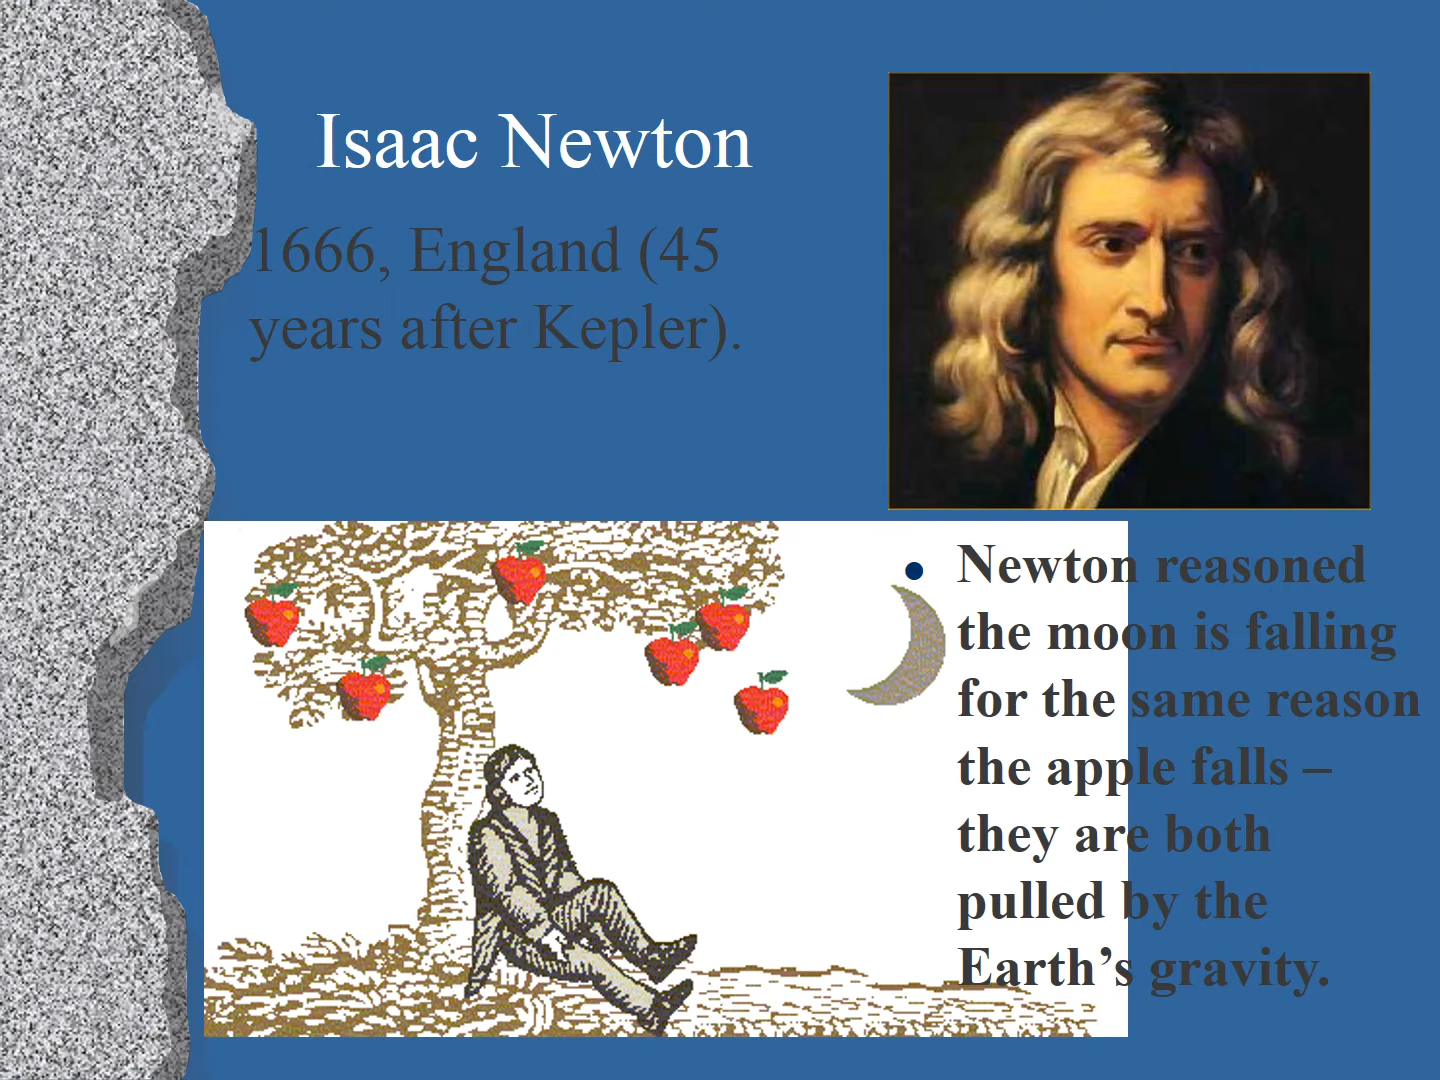 Isaac Newton
1666, England (45
years after Kepler).
• Newton reasoned
the moon is falling
for the same reason
the apple falls –
they are both
pulled by the
Earth’s gravity.